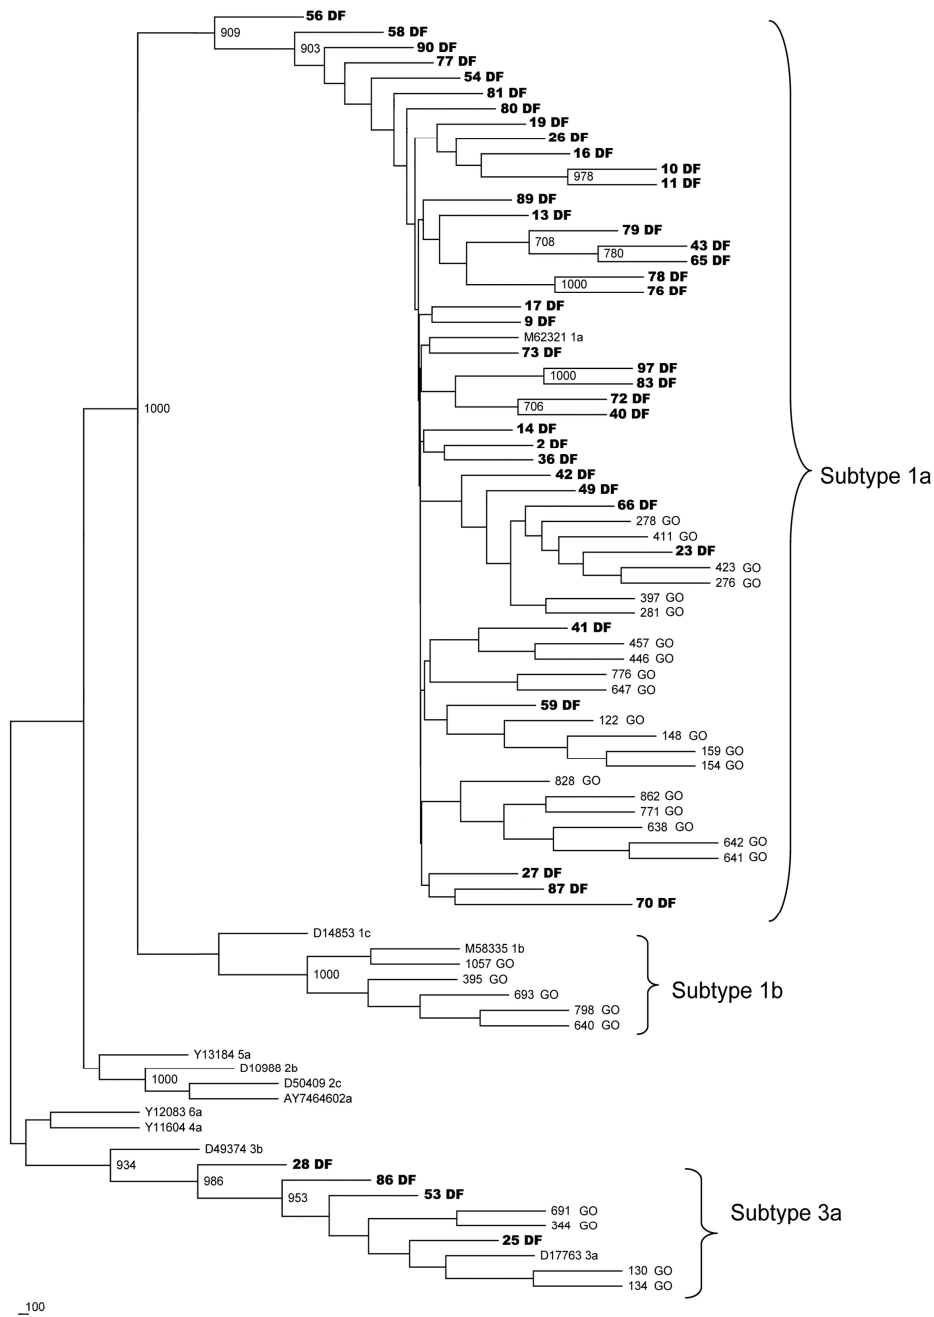 56 DF
909
58 DF
903
90 DF
77 DF
54 DF
81 DF
80 DF
19 DF
26 DF
16 DF
10 DF
978
11 DF
89 DF
13 DF
79 DF
708
43 DF
780
65 DF
78 DF
1000
76 DF
17 DF
9 DF
M62321 1a
73 DF
97 DF
1000
83 DF
72 DF
706
40 DF
1000
14 DF
2 DF
36 DF
42 DF
Subtype 1a
49 DF
66 DF
278 GO
411 GO
23 DF
423 GO
276 GO
397 GO
281 GO
41 DF
457 GO
446 GO
776 GO
647 GO
59 DF
122 GO
148 GO
159 GO
154 GO
828 GO
862 GO
771 GO
638 GO
642 GO
641 GO
27 DF
87 DF
70 DF
D14853 1c
M58335 1b
1057 GO
1000
395 GO
Subtype 1b
693 GO
798 GO
640 GO
Y13184 5a
D10988 2b
1000
D50409 2c
AY7464602a
Y12083 6a
Y11604 4a
D49374 3b
934
28 DF
986
86 DF
953
53 DF
691 GO
Subtype 3a
344 GO
25 DF
D17763 3a
130 GO
134 GO
100